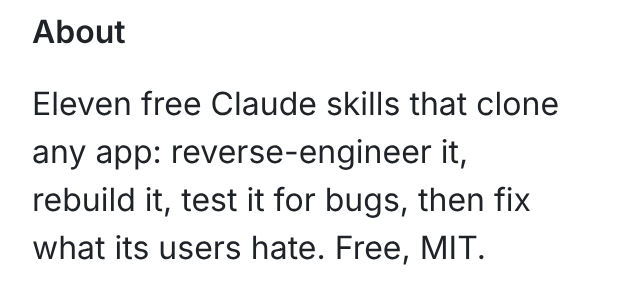 About
Eleven free Claude skills that clone
any app: reverse-engineer it,
rebuild it, test it for bugs, then fix
what its users hate. Free, MIT.